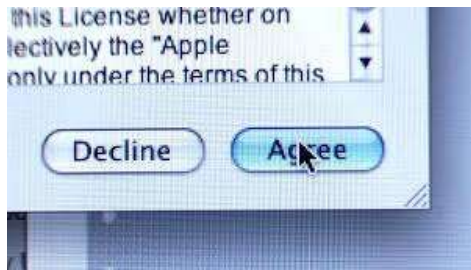 this License whether on
lectively the "Apple
only under the terms of this
Decline
Agree